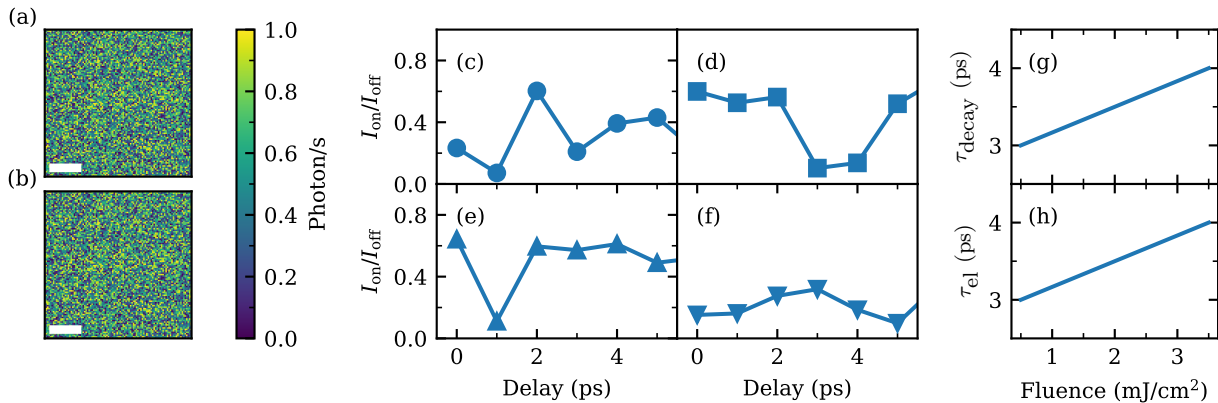 (a)
(b)
1.0
0.8
0.6
0.4
0.2
0.0
Photon/s
(c)
0.8
0.4
0.0
I_on/I_off
(d)
(e)
0.8
0.4
0.0
I_on/I_off
0 2 4
Delay (ps)
(f)
0 2 4
Delay (ps)
(g)
4
3
τ_decay (ps)
(h)
4
3
τ_el (ps)
1 2 3
Fluence (mJ/cm²)